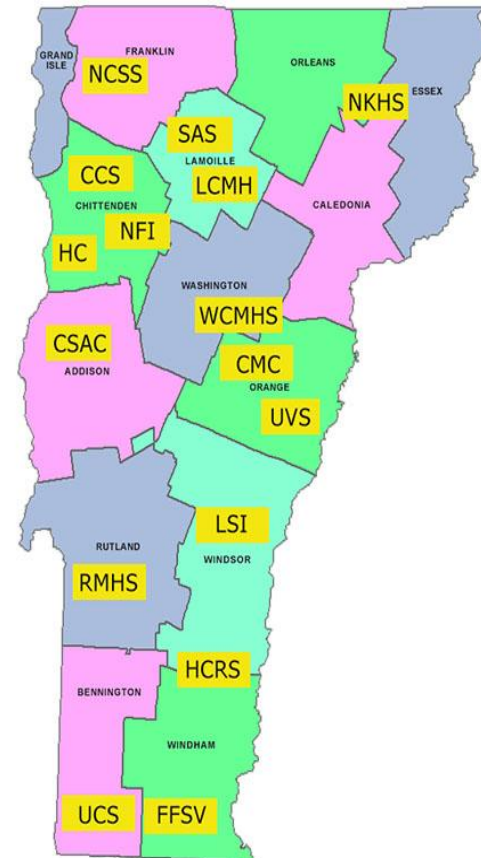 GRAND
ISLE
FRANKLIN
NCSS
ORLEANS
ESSEX
NKHS
SAS
LAMOILLE
LCMH
CCS
CHITTENDEN
NFI
HC
CALEDONIA
WASHINGTON
WCMHS
CSAC
ADDISON
CMC
ORANGE
UVS
LSI
WINDSOR
RUTLAND
RMHS
HCRS
BENNINGTON
WINDHAM
UCS
FFSV